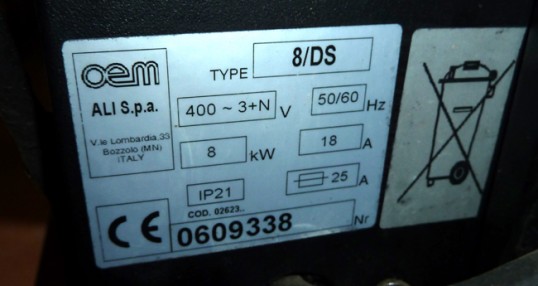 oem
ALI S.p.a.
V.le Lombardia,33
Bozzolo (MN)
ITALY
TYPE 8/DS
400 ~ 3+N V 50/60 Hz
8 kW 18 A
IP21 25 A
COD. 02623..
CE 0609338 Nr